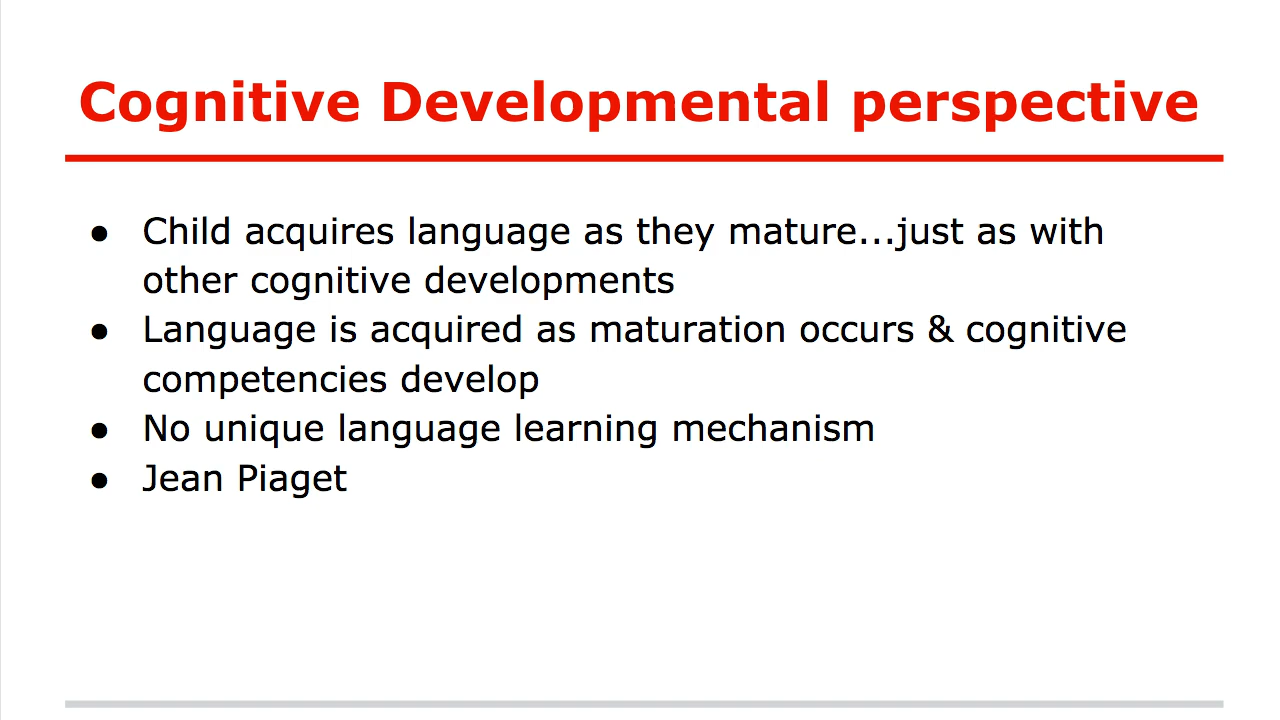 Cognitive Developmental perspective
● Child acquires language as they mature...just as with
other cognitive developments
● Language is acquired as maturation occurs & cognitive
competencies develop
● No unique language learning mechanism
● Jean Piaget